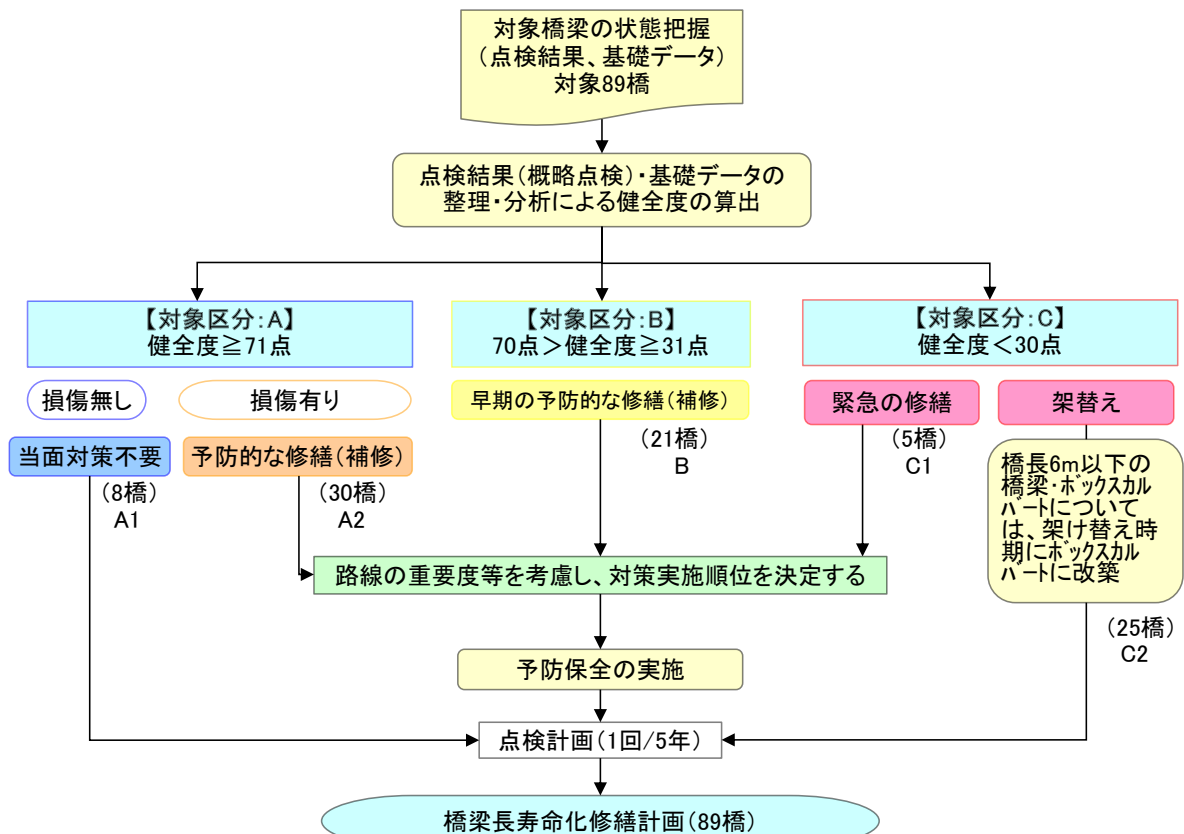 対象橋梁の状態把握
（点検結果、基礎データ）
対象89橋
点検結果（概略点検）・基礎データの
整理・分析による健全度の算出
【対象区分：A】
健全度≧71点
【対象区分：B】
70点＞健全度≧31点
【対象区分：C】
健全度＜30点
損傷無し
損傷有り
早期の予防的な修繕（補修）
緊急の修繕
架替え
当面対策不要
予防的な修繕（補修）
（8橋）
A1
（30橋）
A2
（21橋）
B
（5橋）
C1
橋長6m以下の
橋梁・ボックスカル
バートについて
は、架け替え時
期にボックスカル
バートに改築
（25橋）
C2
路線の重要度等を考慮し、対策実施順位を決定する
予防保全の実施
点検計画（1回/5年）
橋梁長寿命化修繕計画（89橋）